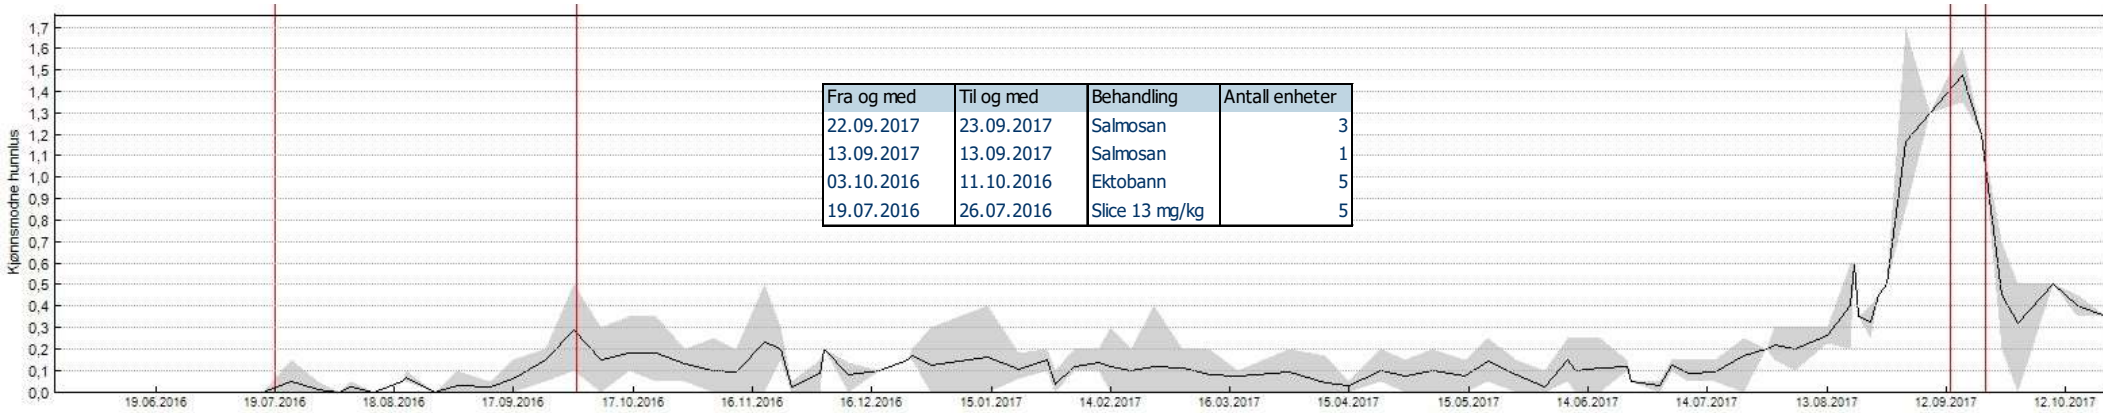 Kjønnsmodne hunnlus
1,7
1,6
1,5
1,4
1,3
1,2
1,1
1,0
0,9
0,8
0,7
0,6
0,5
0,4
0,3
0,2
0,1
0,0
Fra og med Til og med Behandling Antall enheter
22.09.2017 23.09.2017 Salmosan 3
13.09.2017 13.09.2017 Salmosan 1
03.10.2016 11.10.2016 Ektobann 5
19.07.2016 26.07.2016 Slice 13 mg/kg 5
19.06.2016 19.07.2016 18.08.2016 17.09.2016 17.10.2016 16.11.2016 16.12.2016 15.01.2017 14.02.2017 16.03.2017 15.04.2017 15.05.2017 14.06.2017 14.07.2017 13.08.2017 12.09.2017 12.10.2017